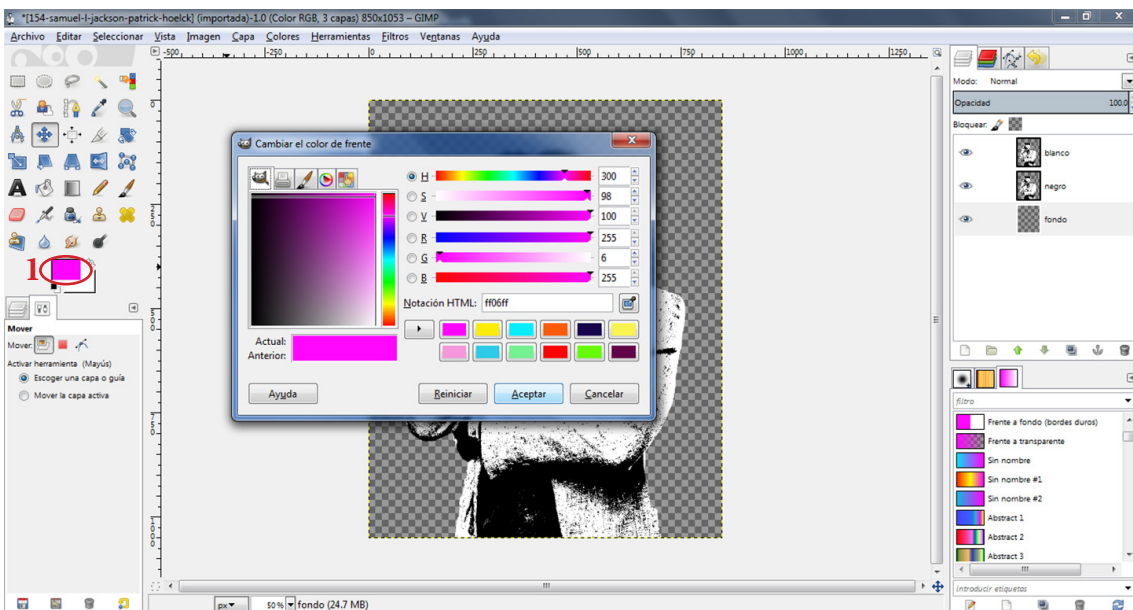 *[154-samuel-l-jackson-patrick-hoelck] (importada)-1.0 (Color RGB, 3 capas) 850x1053 – GIMP
Archivo Editar Seleccionar Vista Imagen Capa Colores Herramientas Filtros Ventanas Ayuda
-500 -250 0 250 500 750 1000 1250
0
250
500
750
1000
1
Mover
Mover:
Activar herramienta (Mayús)
Escoger una capa o guía
Mover la capa activa
Cambiar el color de frente
H 300
S 98
V 100
R 255
G 6
B 255
Notación HTML: ff06ff
Actual:
Anterior:
Ayuda Reiniciar Aceptar Cancelar
Modo: Normal
Opacidad 100.0
Bloquear:
blanco
negro
fondo
filtro
Frente a fondo (bordes duros)
Frente a transparente
Sin nombre
Sin nombre #1
Sin nombre #2
Abstract 1
Abstract 2
Abstract 3
introducir etiquetas
px 50% fondo (24.7 MB)